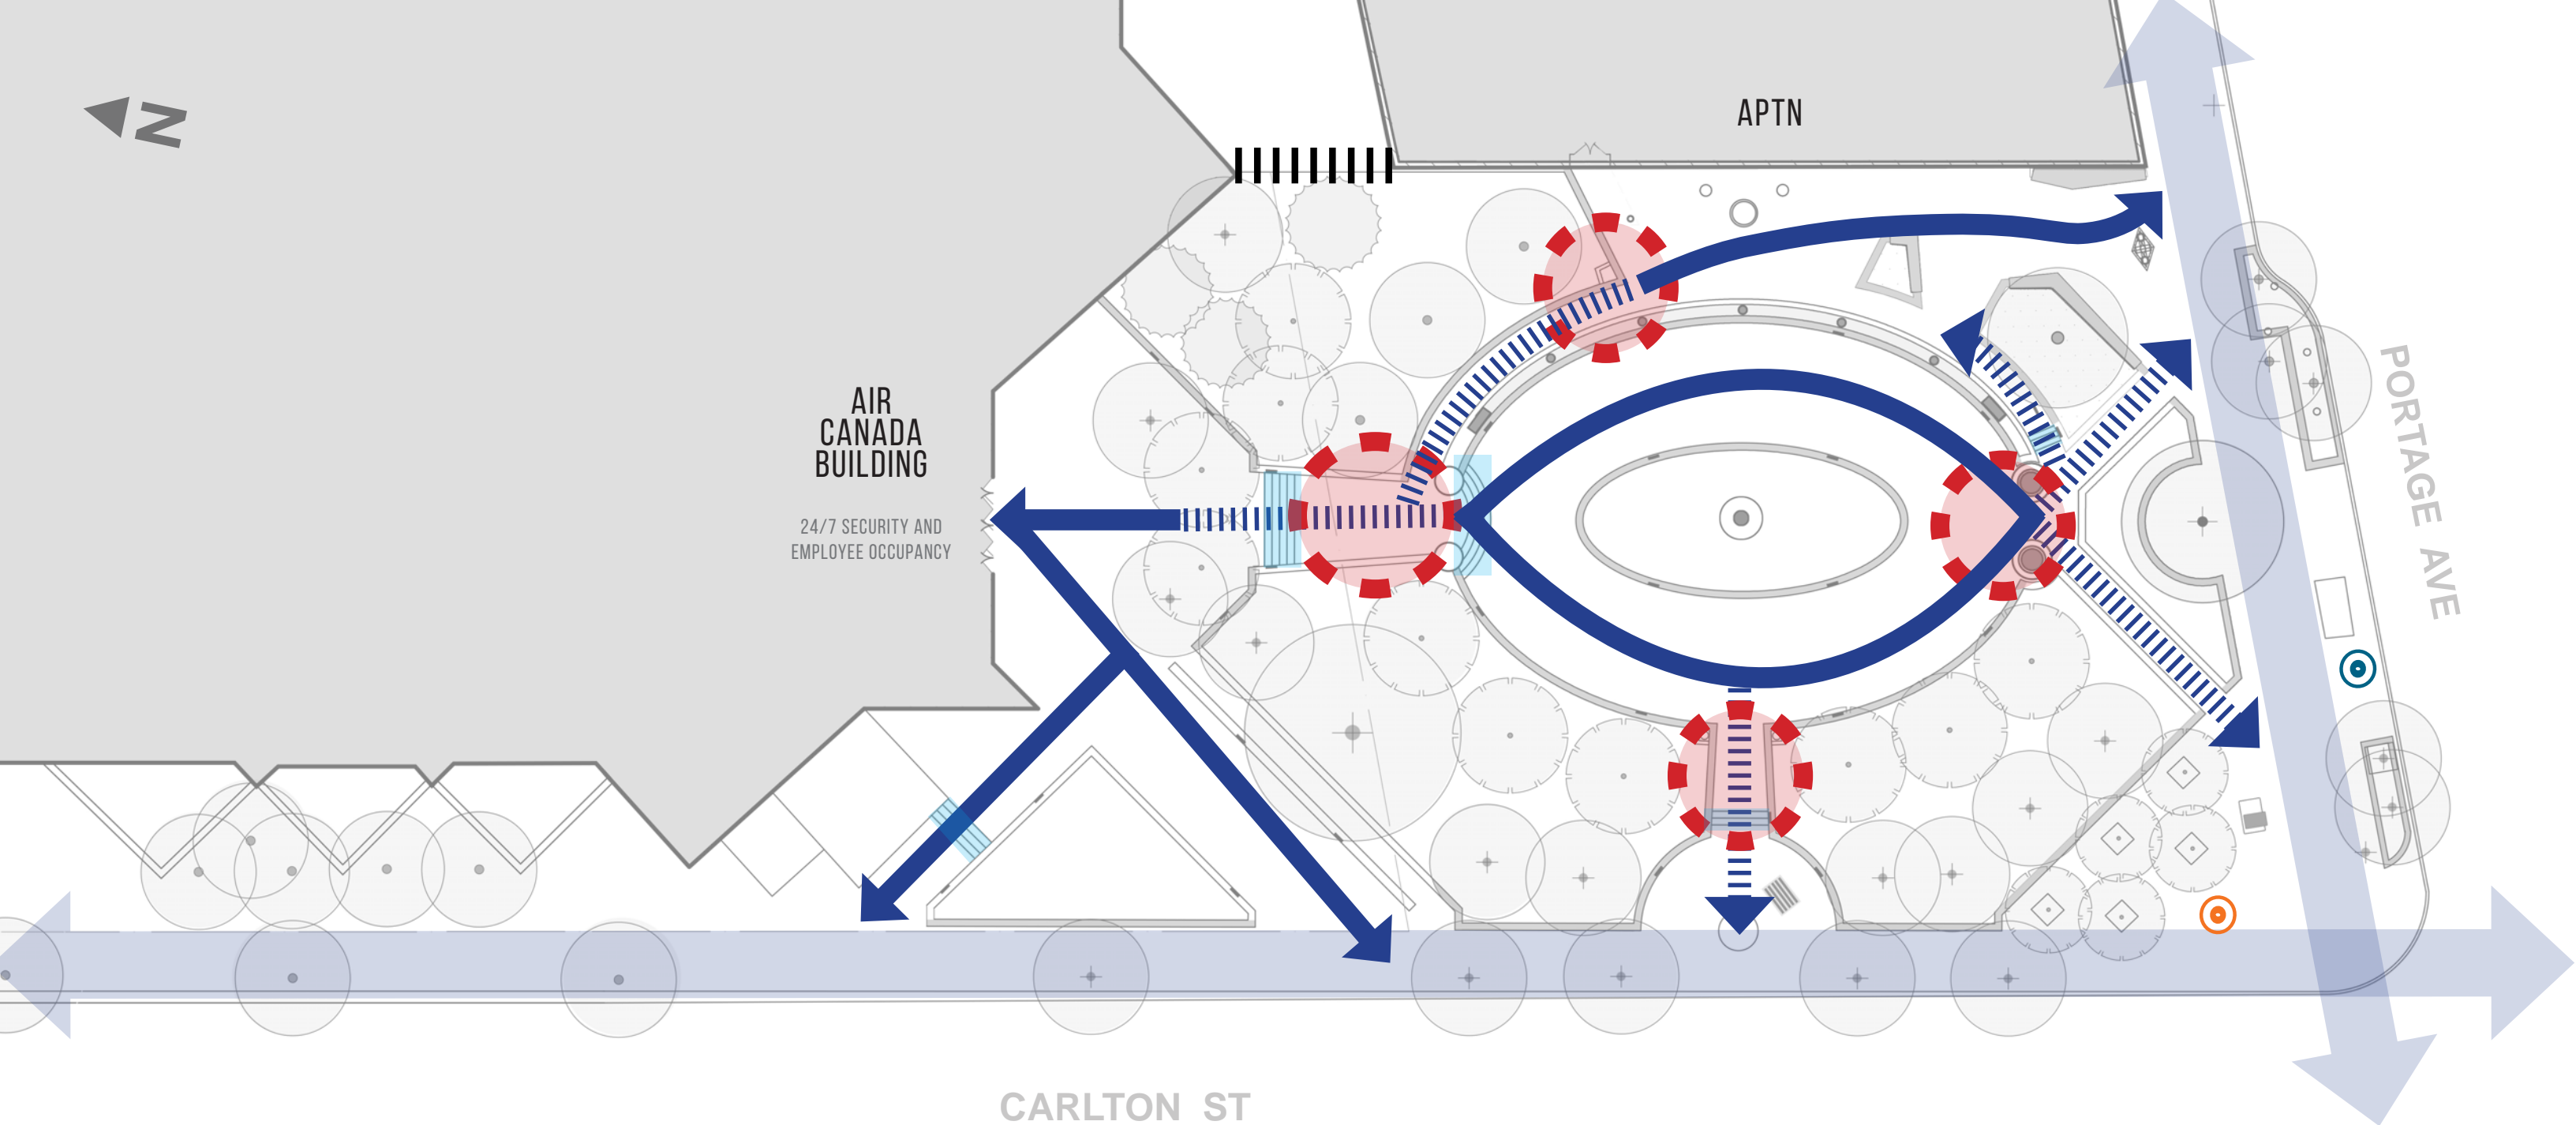 N
APTN
AIR
CANADA
BUILDING
24/7 SECURITY AND
EMPLOYEE OCCUPANCY
PORTAGE AVE
CARLTON ST